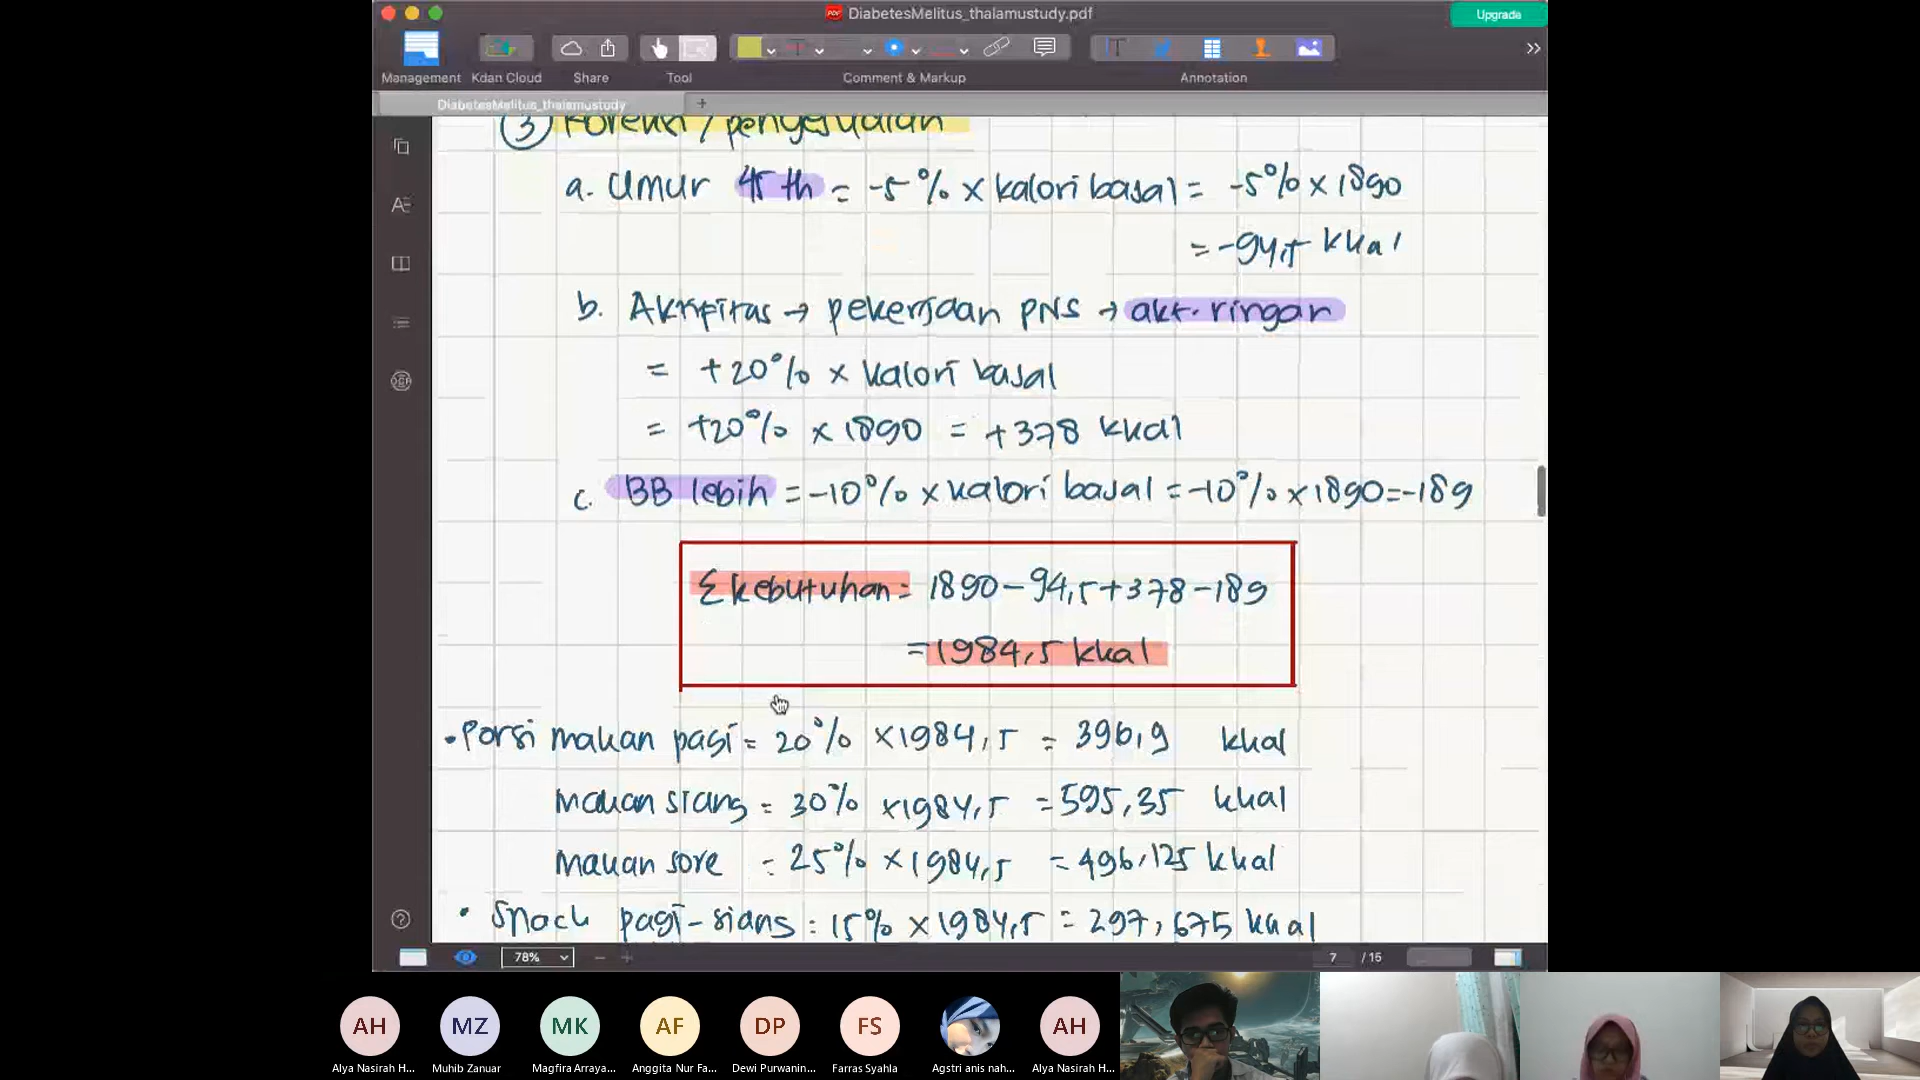 DiabetesMelitus_thalamustudy.pdf
Upgrade
Management
Kdan Cloud
Share
Tool
Comment & Markup
Annotation
DiabetesMelitus_thalamustudy
③ Koreksi / penyesuaian
a. Umur 45 th = -5% x kalori basal = -5% x 1890
= -94,5 kkal
b. Aktifitas → pekerjaan PNS → akt. ringan
= +20% x kalori basal
= +20% x 1890 = +378 kkal
c. BB lebih = -10% x kalori basal = -10% x 1890 = -189
Σ kebutuhan = 1890 - 94,5 + 378 - 189
= 1984,5 kkal
• Porsi makan pagi = 20% x 1984,5 = 396,9 kkal
makan siang = 30% x 1984,5 = 595,35 kkal
makan sore = 25% x 1984,5 = 496,125 kkal
• Snack pagi-siang : 15% x 1984,5 = 297,675 kkal
78%
7 / 15
AH
MZ
MK
AF
DP
FS
AH
Alya Nasirah H...
Muhib Zanuar
Magfira Arraya...
Anggita Nur Fa...
Dewi Purwanin...
Farras Syahla
Agstri anis nah...
Alya Nasirah H...